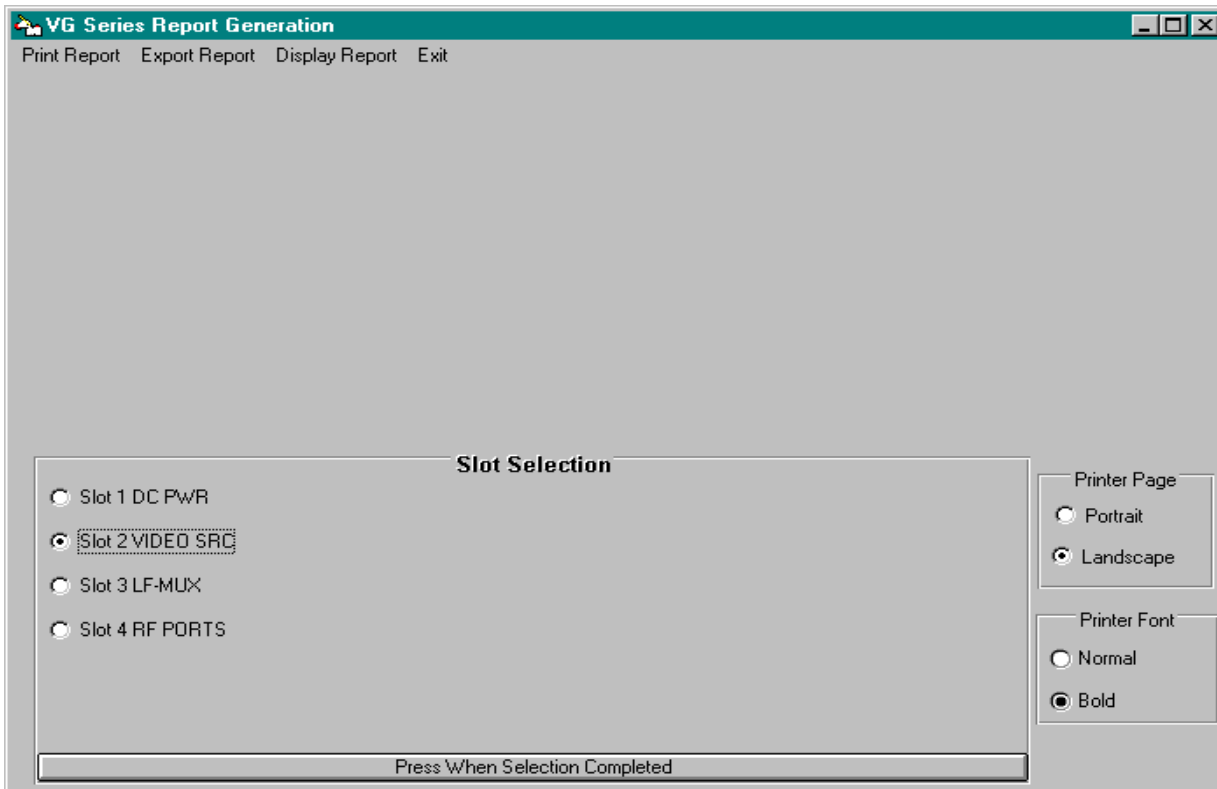 VG Series Report Generation
Print Report Export Report Display Report Exit
Slot Selection
Slot 1 DC PWR
Slot 2 VIDEO SRC
Slot 3 LF-MUX
Slot 4 RF PORTS
Press When Selection Completed
Printer Page
Portrait
Landscape
Printer Font
Normal
Bold